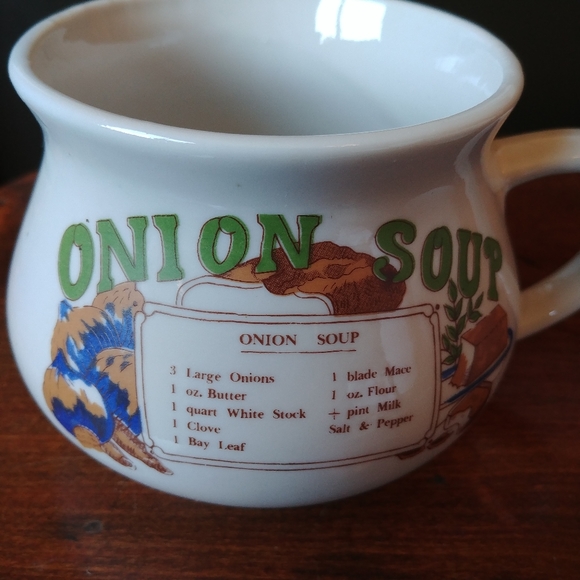 ONION SOUP
ONION SOUP
3 Large Onions
1 oz. Butter
1 quart White Stock
1 Clove
1 Bay Leaf
1 blade Mace
1 oz. Flour
pint Milk
Salt & Pepper